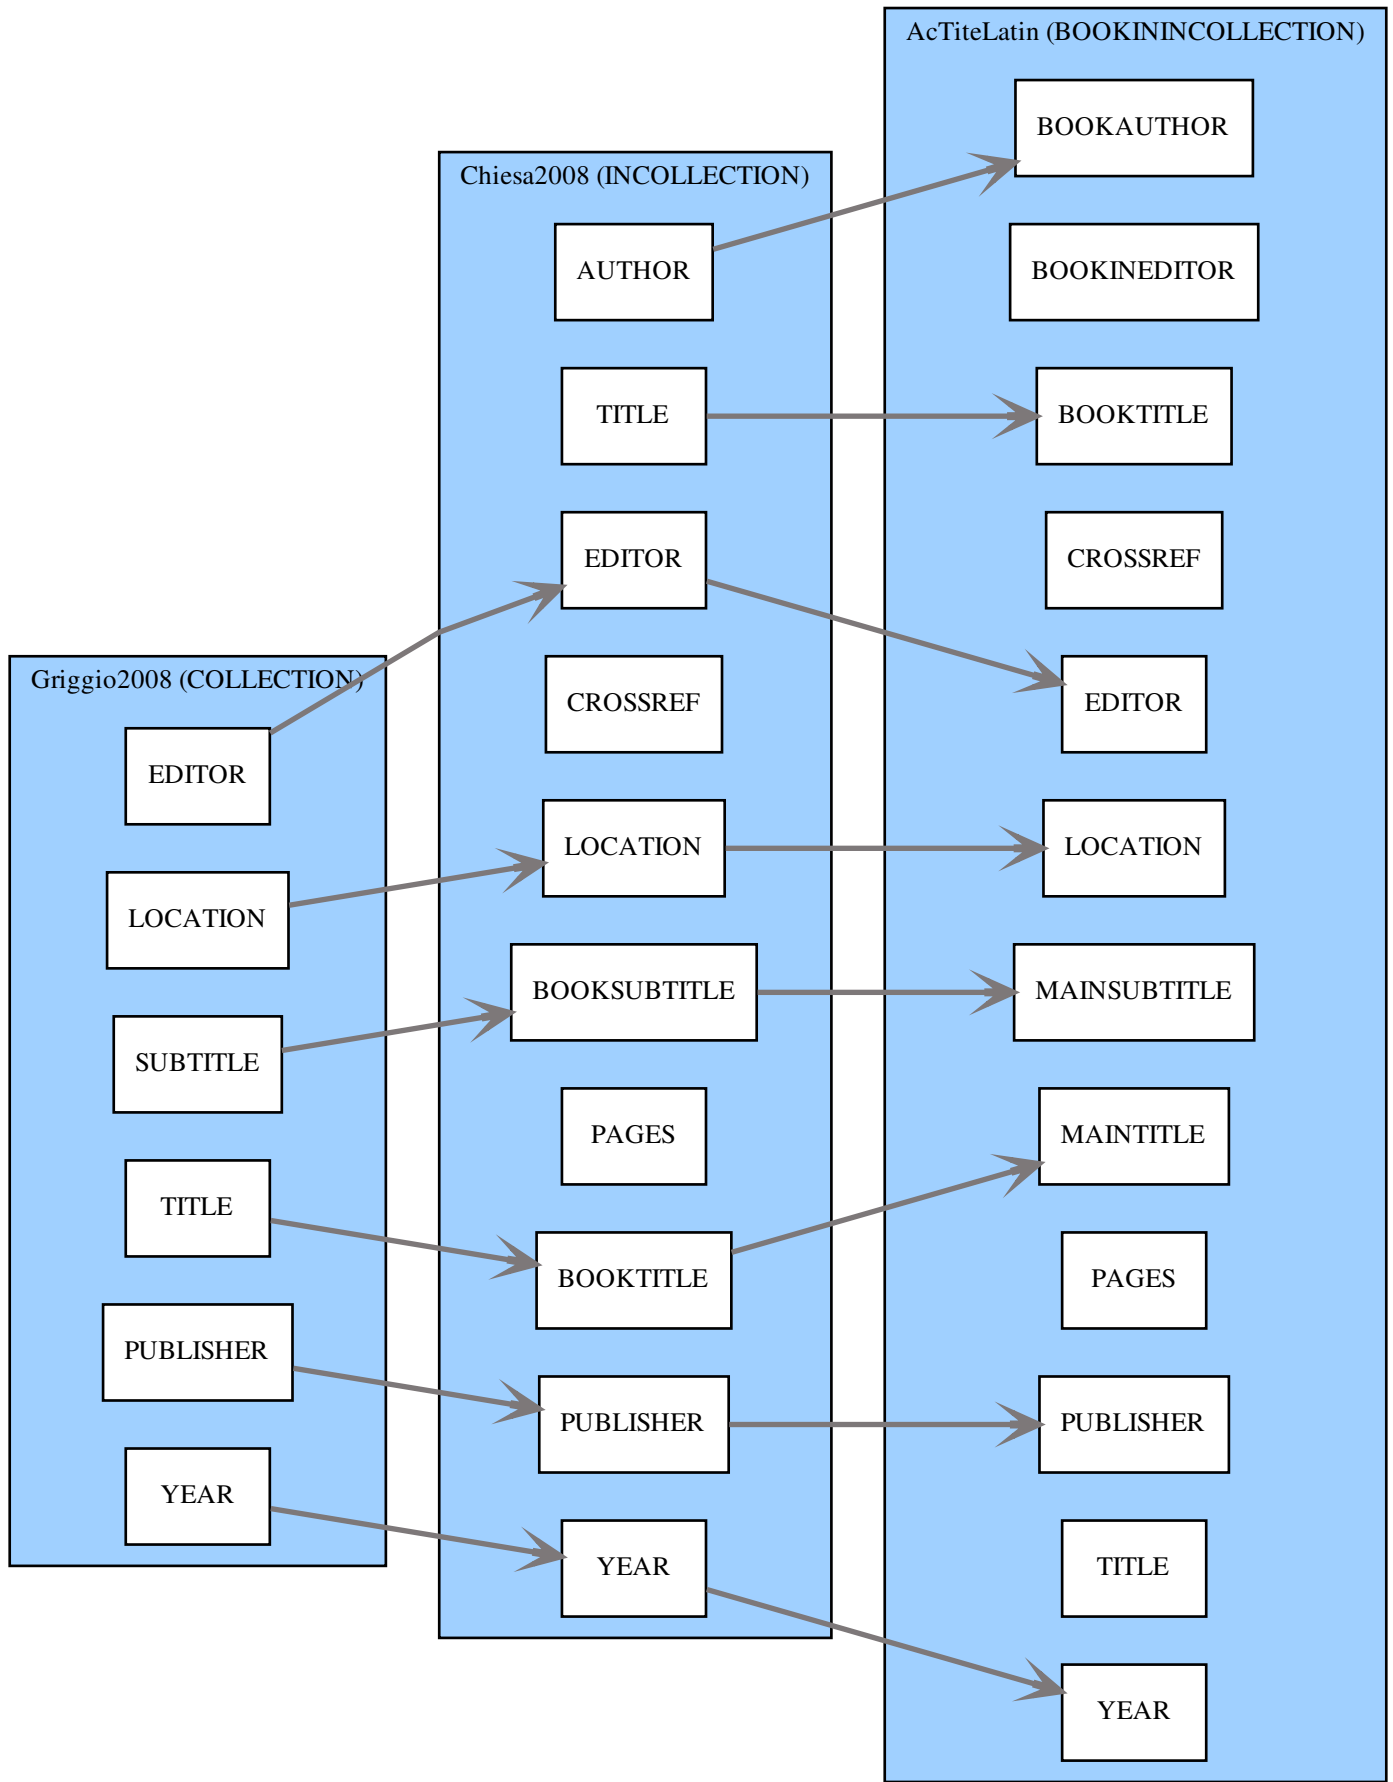 Griggio2008 (COLLECTION)
EDITOR
LOCATION
SUBTITLE
TITLE
PUBLISHER
YEAR
Chiesa2008 (INCOLLECTION)
AUTHOR
TITLE
EDITOR
CROSSREF
LOCATION
BOOKSUBTITLE
PAGES
BOOKTITLE
PUBLISHER
YEAR
AcTiteLatin (BOOKININCOLLECTION)
BOOKAUTHOR
BOOKINEDITOR
BOOKTITLE
CROSSREF
EDITOR
LOCATION
MAINSUBTITLE
MAINTITLE
PAGES
PUBLISHER
TITLE
YEAR